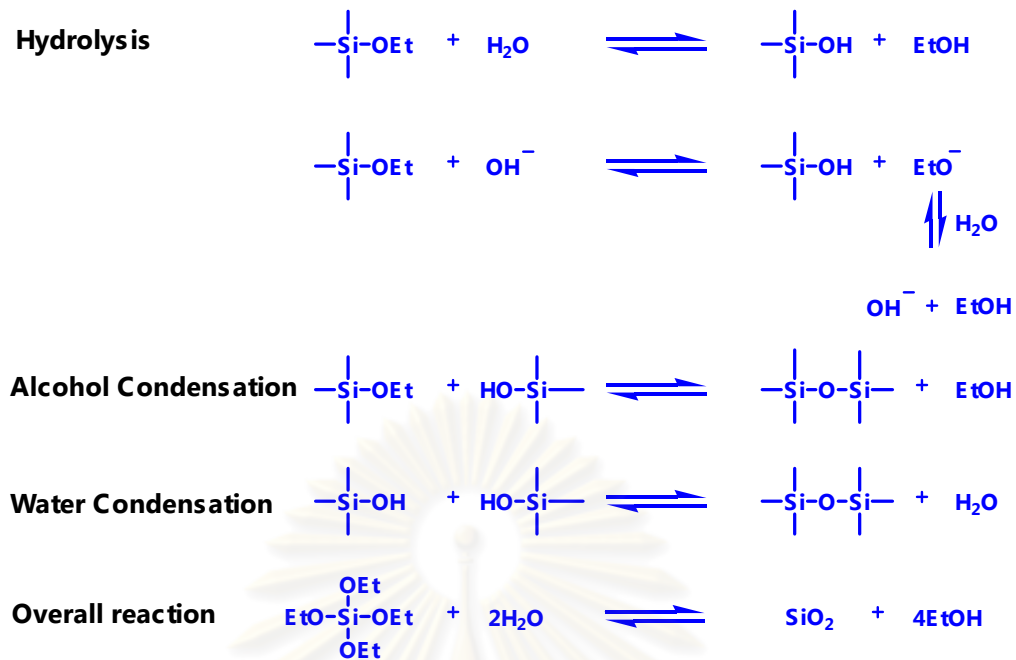 Hydrolysis —Si–OEt + H₂O ⇌ —Si–OH + EtOH
—Si–OEt + OH⁻ ⇌ —Si–OH + EtO⁻
H₂O
OH⁻ + EtOH
Alcohol Condensation —Si–OEt + HO–Si— ⇌ —Si–O–Si— + EtOH
Water Condensation —Si–OH + HO–Si— ⇌ —Si–O–Si— + H₂O
OEt
Overall reaction EtO–Si–OEt + 2H₂O ⇌ SiO₂ + 4EtOH
OEt